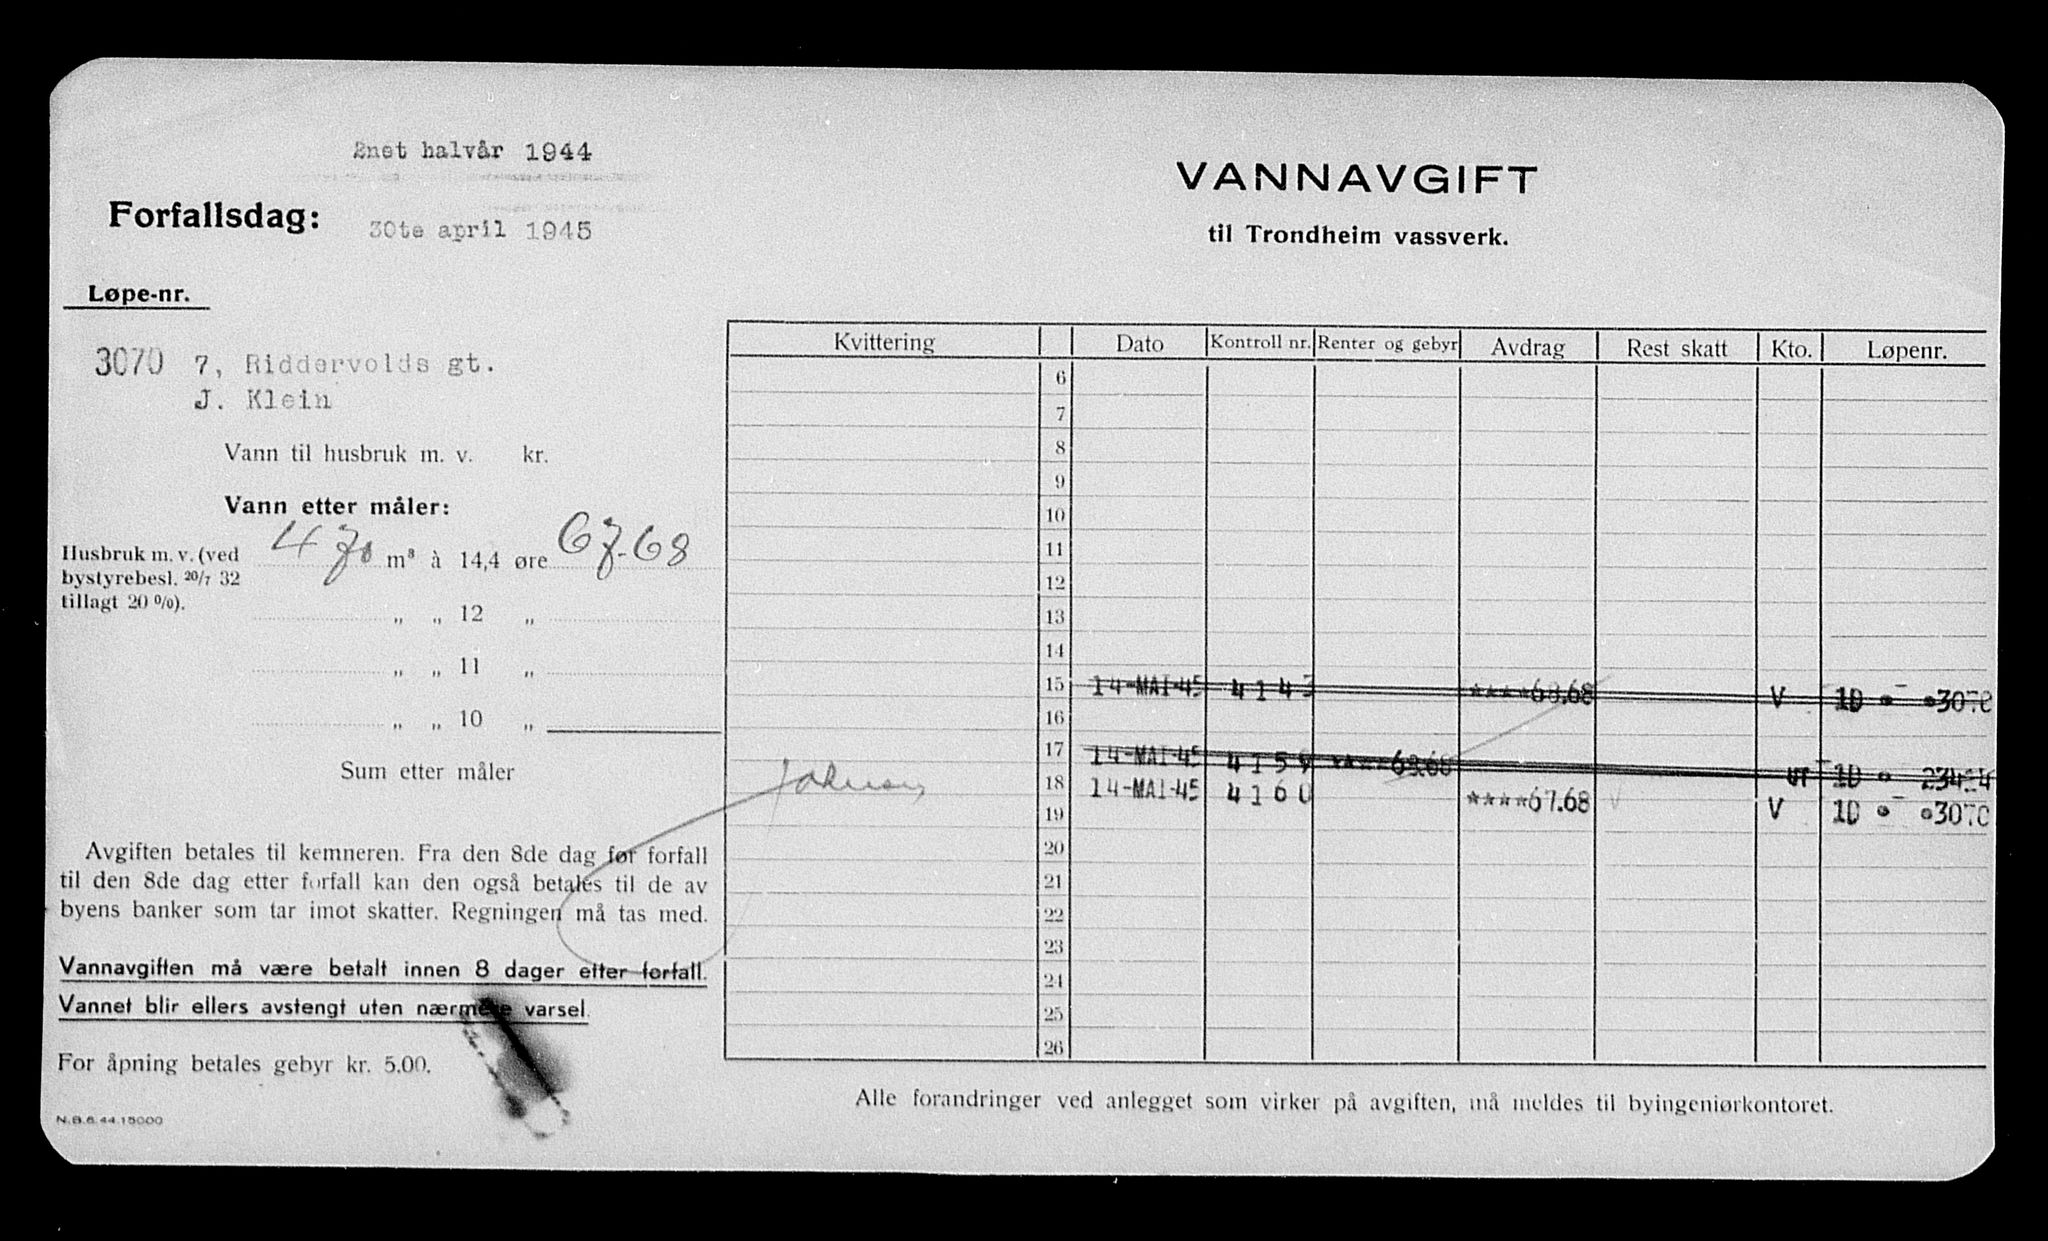 2net halvår 1944
VANNAVGIFT
Forfallsdag: 30te april 1945
til Trondheim vassverk.
Løpe-nr.
3070 7, Riddervolds gt.
J. Klein
Vann til husbruk m. v. kr.
Vann etter måler:
Husbruk m. v. (ved
bystyrebesl. 20/7 32
tillagt 20 %).
470 m³ à 14,4 øre 67.68
„ „ 12 „
„ „ 11 „
„ „ 10 „
Sum etter måler
Avgiften betales til kemneren. Fra den 8de dag før forfall
til den 8de dag etter forfall kan den også betales til de av
byens banker som tar imot skatter. Regningen må tas med.
Vannavgiften må være betalt innen 8 dager etter forfall.
Vannet blir ellers avstengt uten nærmere varsel.
For åpning betales gebyr kr. 5.00.
N.B.6.44.15000
Kvittering Dato Kontroll nr. Renter og gebyr Avdrag Rest skatt Kto. Løpenr.
6
7
8
9
10
11
12
13
14
15 14-MAI-45 4143 ****68.68 V 10 3070
16
17 14-MAI-45 4159 ****68.68 10
18 14-MAI-45 4160 ****67.68 V 10 3070
19
20
21
22
23
24
25
26
Alle forandringer ved anlegget som virker på avgiften, må meldes til byingeniørkontoret.